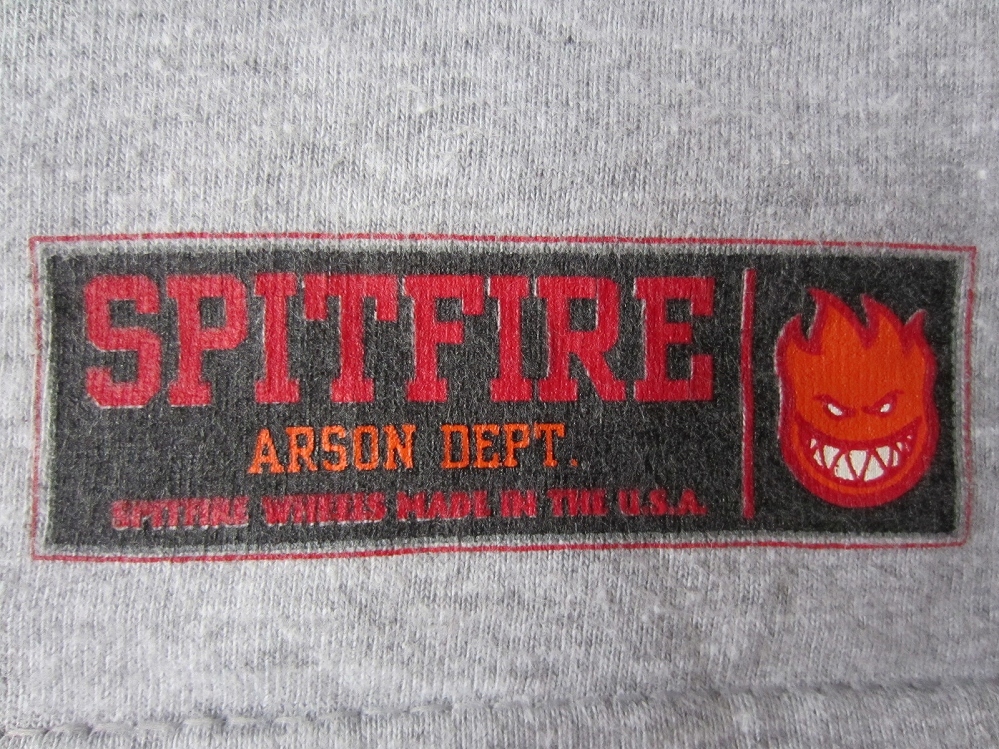 SPITFIRE
ARSON DEPT.
SPITFIRE WHEELS MADE IN THE U.S.A.